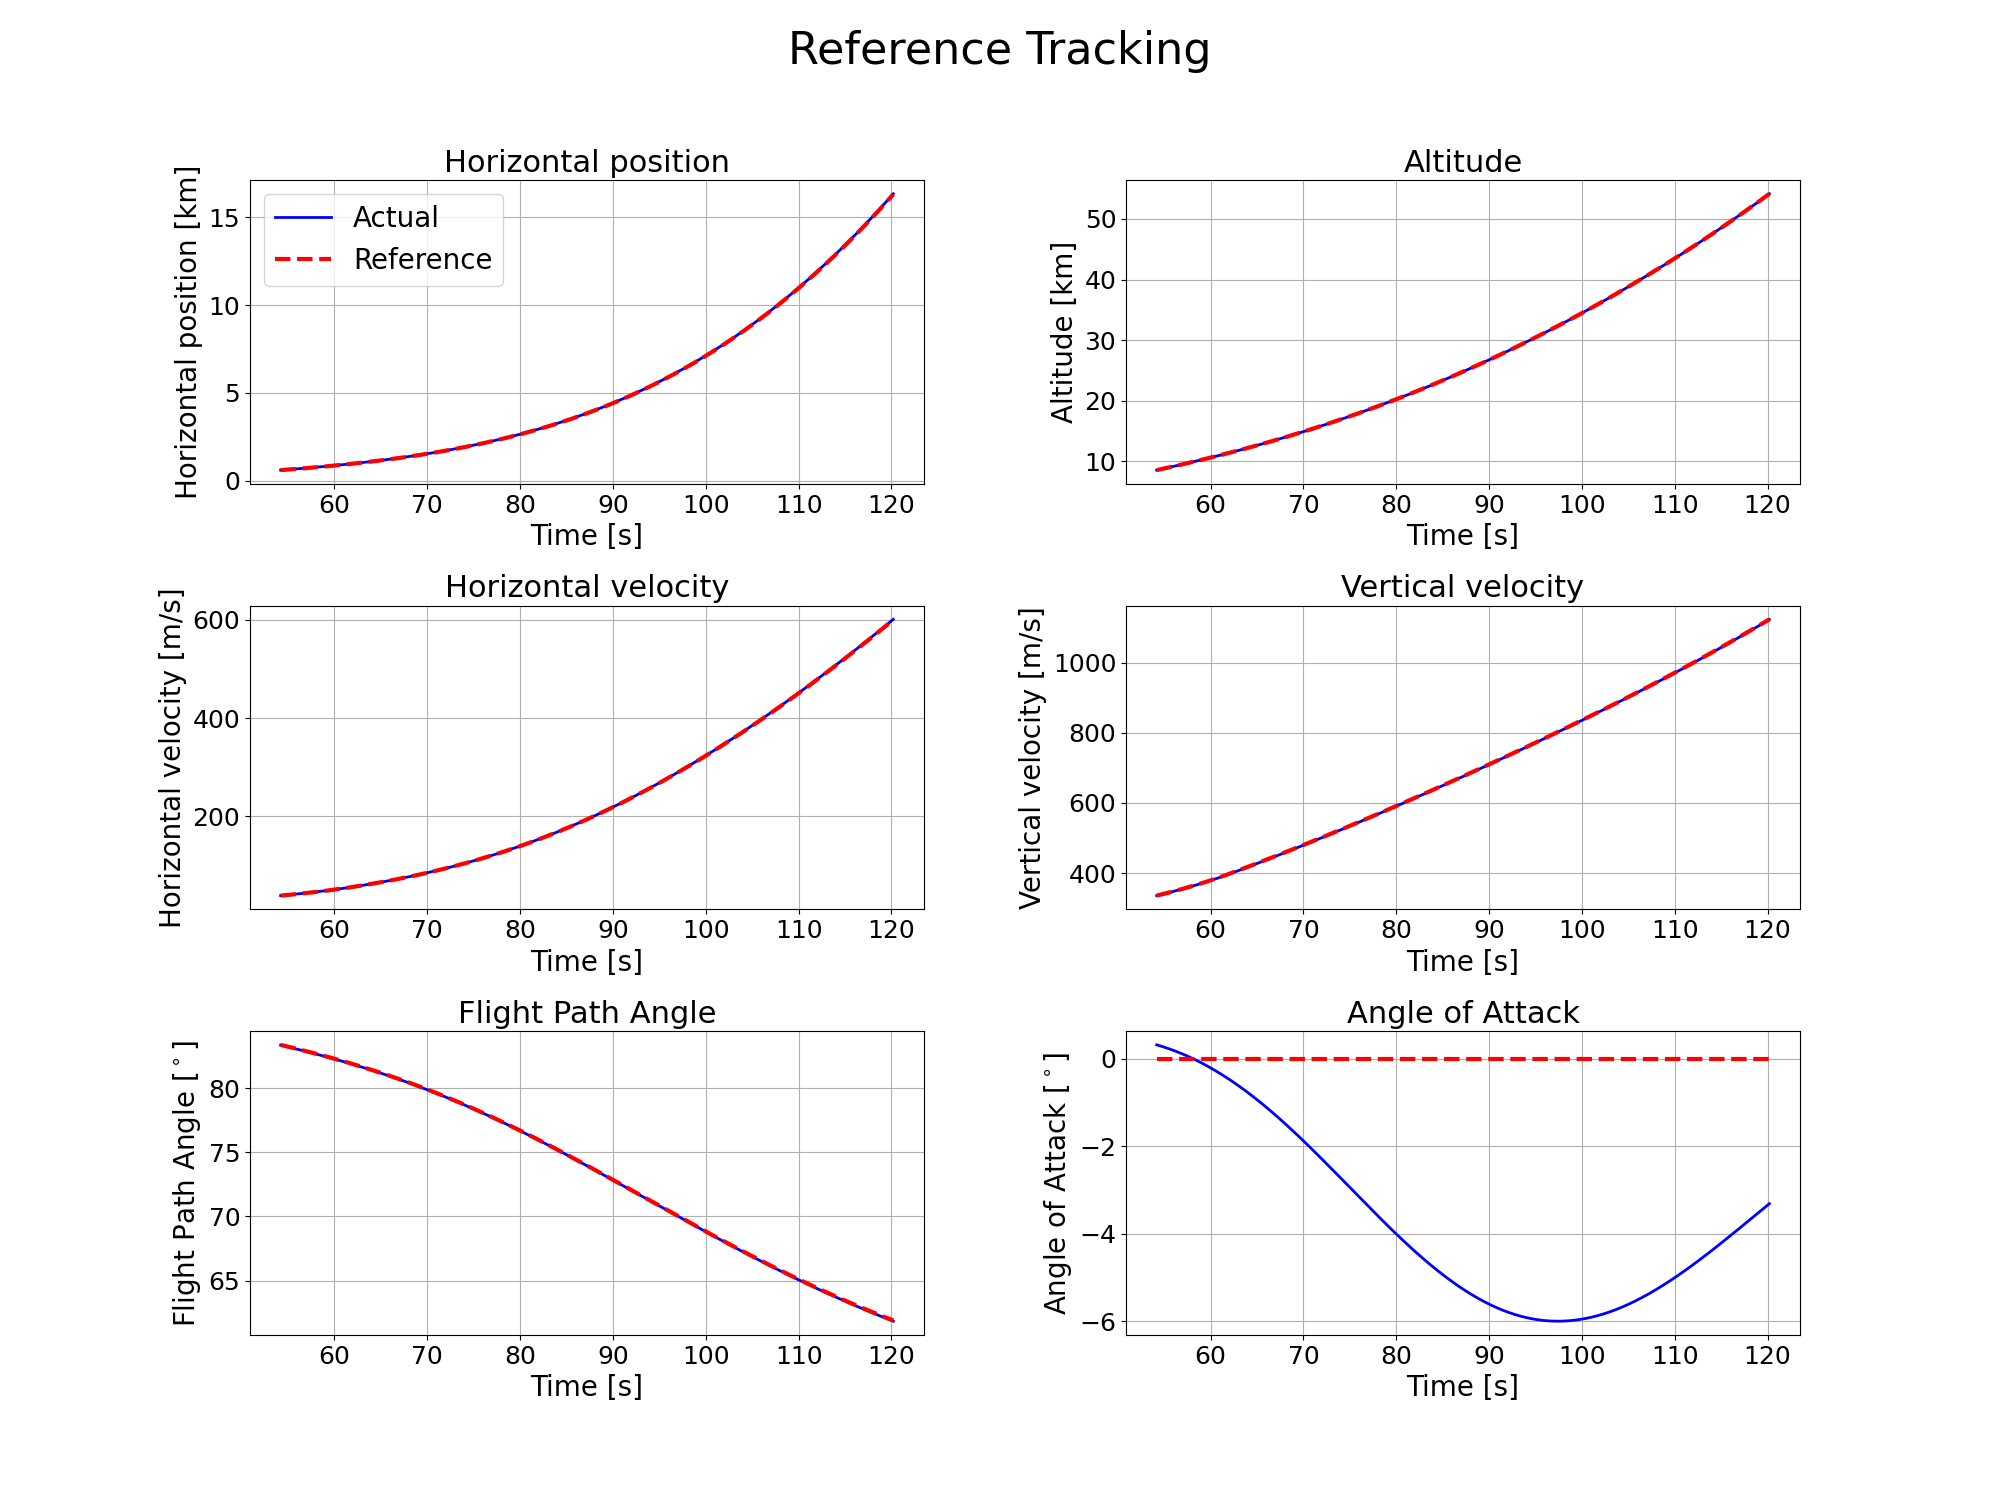 Reference Tracking
Horizontal position
Horizontal position [km]
15
10
5
0
Actual
Reference
60 70 80 90 100 110 120
Time [s]
Altitude
Altitude [km]
50
40
30
20
10
60 70 80 90 100 110 120
Time [s]
Horizontal velocity
Horizontal velocity [m/s]
600
400
200
60 70 80 90 100 110 120
Time [s]
Vertical velocity
Vertical velocity [m/s]
1000
800
600
400
60 70 80 90 100 110 120
Time [s]
Flight Path Angle
Flight Path Angle [°]
80
75
70
65
60 70 80 90 100 110 120
Time [s]
Angle of Attack
Angle of Attack [°]
0
−2
−4
−6
60 70 80 90 100 110 120
Time [s]